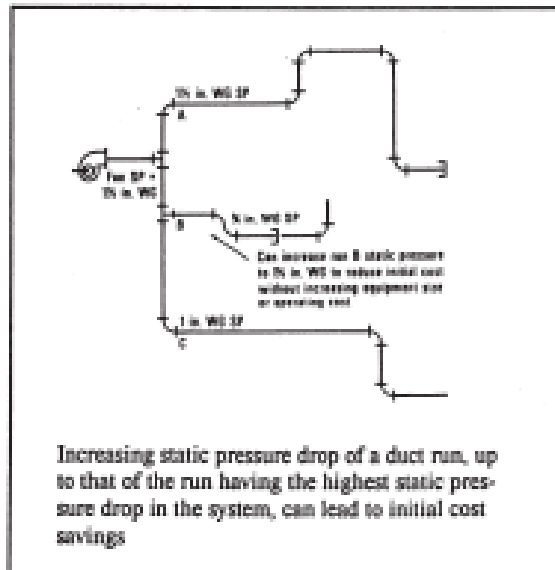 1½ in. WG SP
A
Fan SP =
1½ in. WG
B
¾ in. WG SP
Can increase run B static pressure
to 1½ in. WG to reduce initial cost
without increasing equipment size
or operating cost
1 in. WG SP
C
Increasing static pressure drop of a duct run, up
to that of the run having the highest static pres-
sure drop in the system, can lead to initial cost
savings